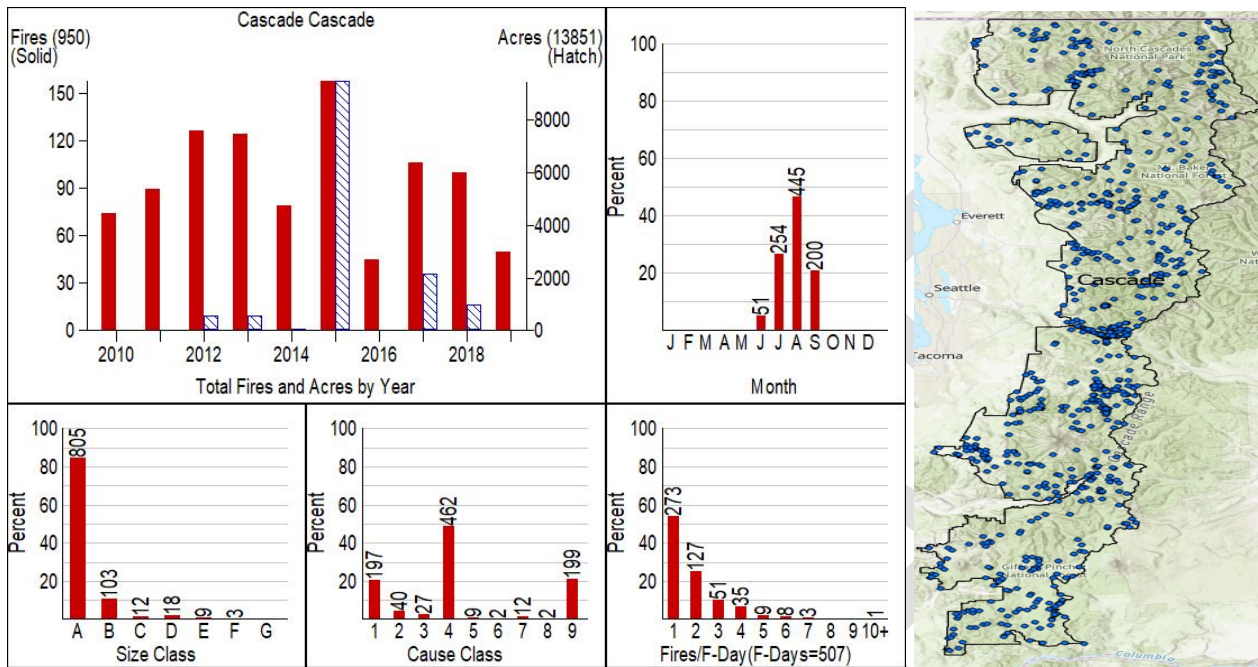 Cascade Cascade
Fires (950)
(Solid)
Acres (13851)
(Hatch)
150
120
90
60
30
0
8000
6000
4000
2000
0
2010 2012 2014 2016 2018
Total Fires and Acres by Year
100
80
60
40
20
Percent
51 254 445 200
J F M A M J J A S O N D
Month
100
80
60
40
20
Percent
805 103 12 18 9 3
A B C D E F G
Size Class
100
80
60
40
20
Percent
197 40 27 462 9 2 12 2 199
1 2 3 4 5 6 7 8 9
Cause Class
100
80
60
40
20
Percent
273 127 51 35 9 8 3 1
1 2 3 4 5 6 7 8 9 10+
Fires/F-Day(F-Days=507)
North Cascades
National Park
Mt. Baker
National Forest
Everett
Cascade
Seattle
Tacoma
Cascade Range
Pinchot
National Forest
Columbia